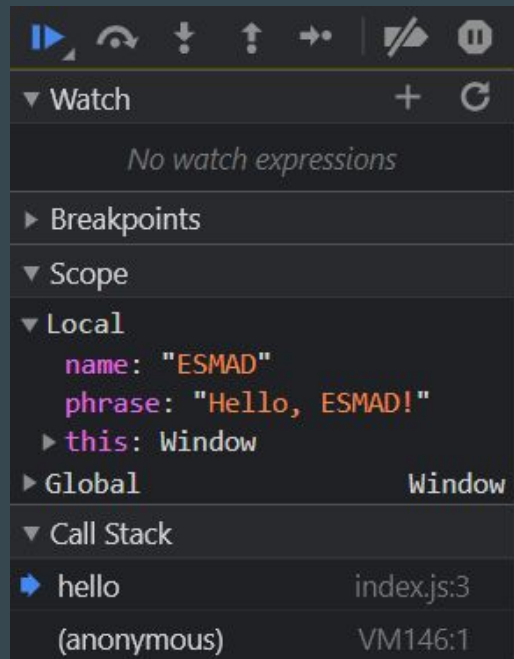 Watch
No watch expressions
Breakpoints
Scope
Local
name: "ESMAD"
phrase: "Hello, ESMAD!"
this: Window
Global Window
Call Stack
hello index.js:3
(anonymous) VM146:1